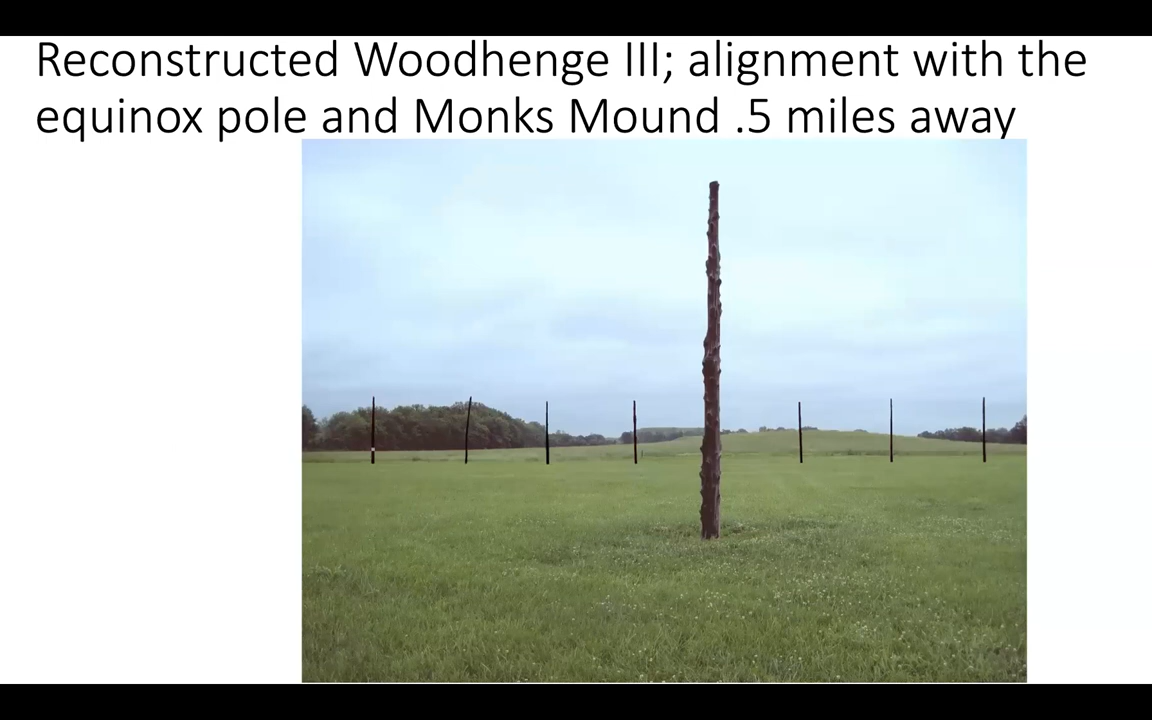 Reconstructed Woodhenge III; alignment with the
equinox pole and Monks Mound .5 miles away